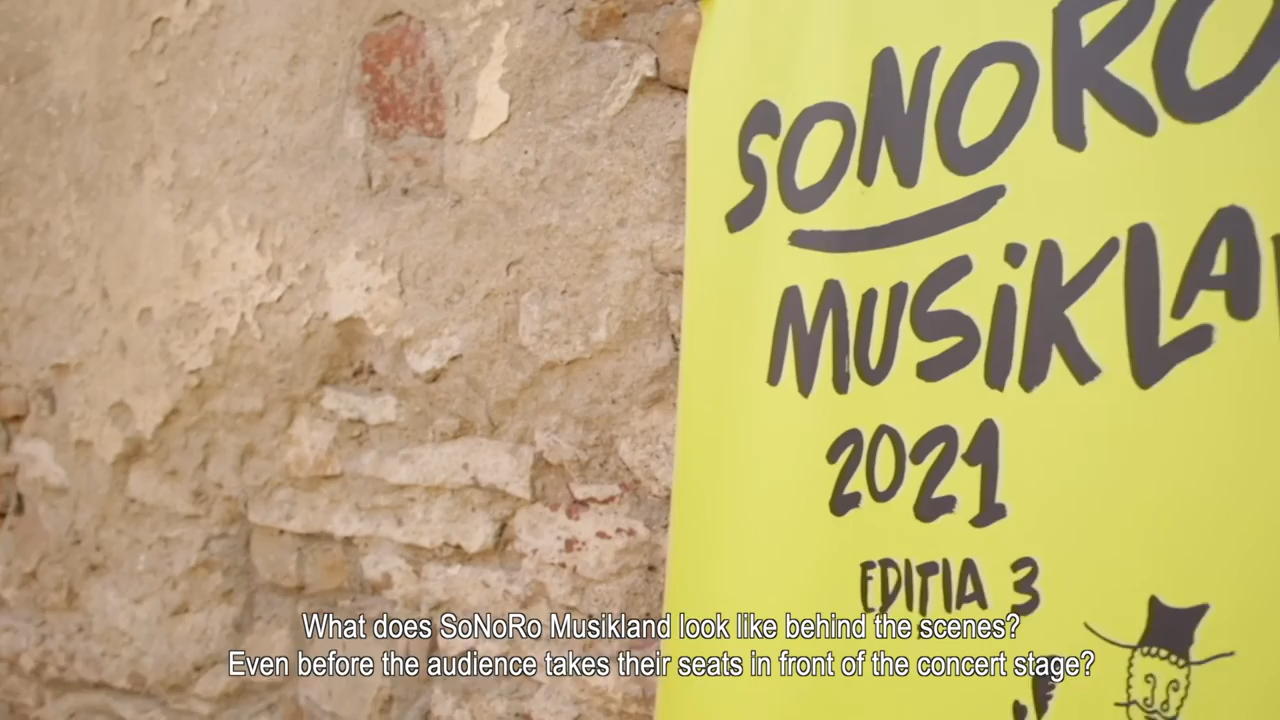 SONORO
MUSiKLA
2021
EDITIA 3
What does SoNoRo Musikland look like behind the scenes?
Even before the audience takes their seats in front of the concert stage?